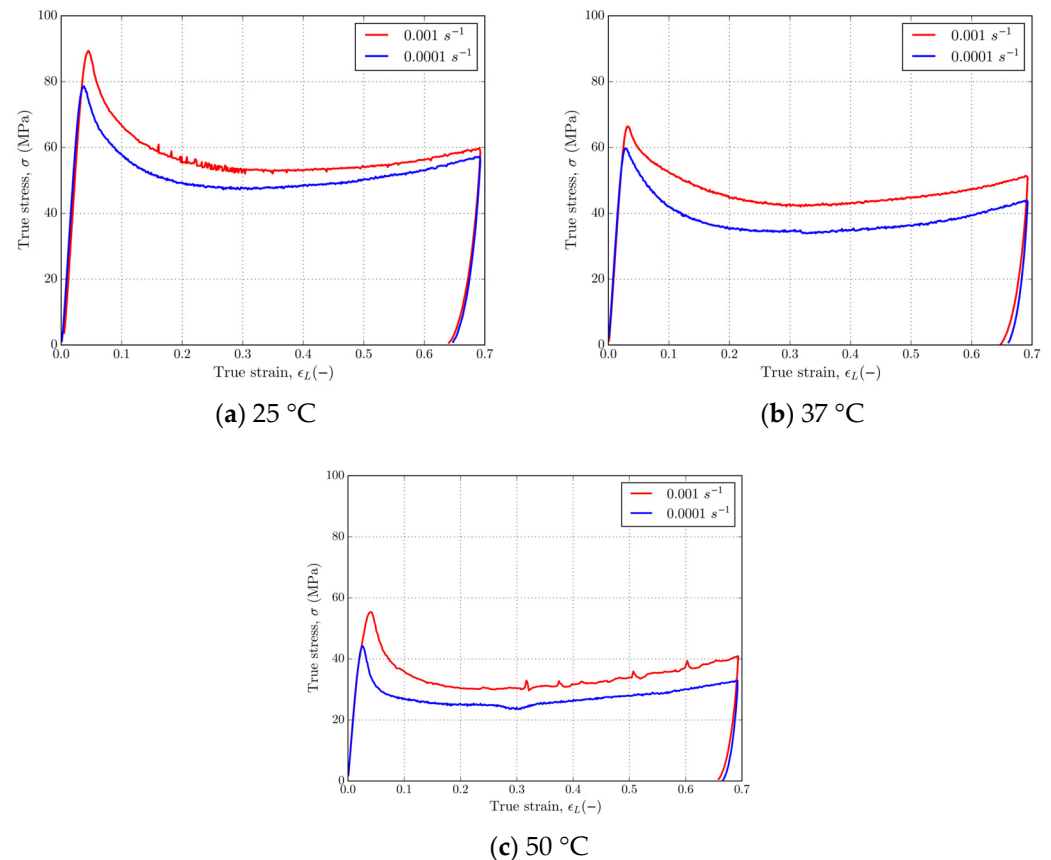 100
80
60
40
20
0
True stress, σ (MPa)
0.001 s⁻¹
0.0001 s⁻¹
0.0 0.1 0.2 0.3 0.4 0.5 0.6 0.7
True strain, ϵL(−)
(a) 25 °C
100
80
60
40
20
0
True stress, σ (MPa)
0.001 s⁻¹
0.0001 s⁻¹
0.0 0.1 0.2 0.3 0.4 0.5 0.6 0.7
True strain, ϵL(−)
(b) 37 °C
100
80
60
40
20
0
True stress, σ (MPa)
0.001 s⁻¹
0.0001 s⁻¹
0.0 0.1 0.2 0.3 0.4 0.5 0.6 0.7
True strain, ϵL(−)
(c) 50 °C